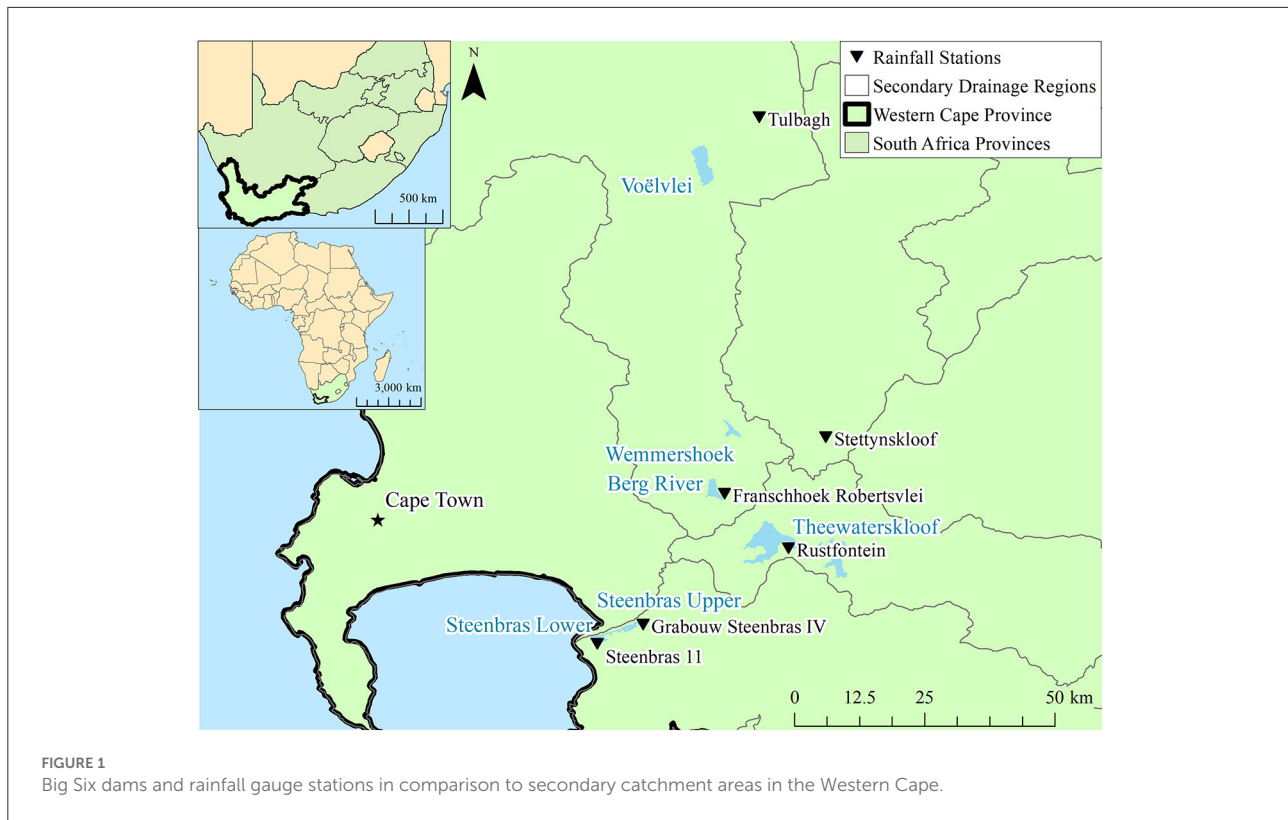 N
Rainfall Stations
Secondary Drainage Regions
Western Cape Province
South Africa Provinces
500 km
3,000 km
Tulbagh
Voëlvlei
Stettynskloof
Wemmershoek
Berg River
Franschhoek Robertsvlei
Cape Town
Theewaterskloof
Rustfontein
Steenbras Upper
Steenbras Lower
Grabouw Steenbras IV
Steenbras 11
0 12.5 25 50 km
FIGURE 1
Big Six dams and rainfall gauge stations in comparison to secondary catchment areas in the Western Cape.